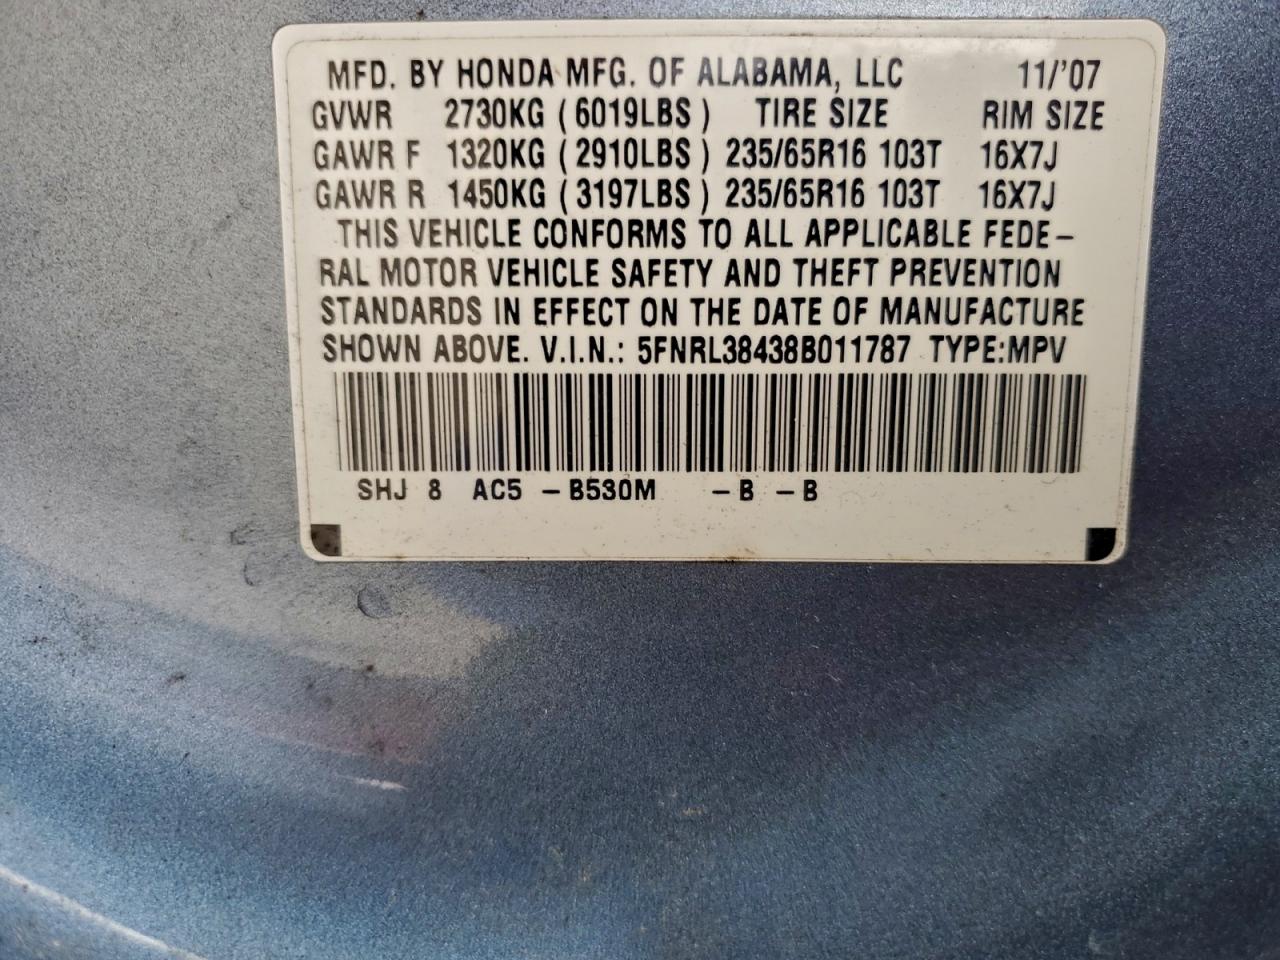 MFD. BY HONDA MFG. OF ALABAMA, LLC 11/'07
GVWR 2730KG (6019LBS) TIRE SIZE RIM SIZE
GAWR F 1320KG (2910LBS) 235/65R16 103T 16X7J
GAWR R 1450KG (3197LBS) 235/65R16 103T 16X7J
THIS VEHICLE CONFORMS TO ALL APPLICABLE FEDE-
RAL MOTOR VEHICLE SAFETY AND THEFT PREVENTION
STANDARDS IN EFFECT ON THE DATE OF MANUFACTURE
SHOWN ABOVE. V.I.N.: 5FNRL38438B011787 TYPE:MPV
SHJ 8 AC5 -B530M -B -B